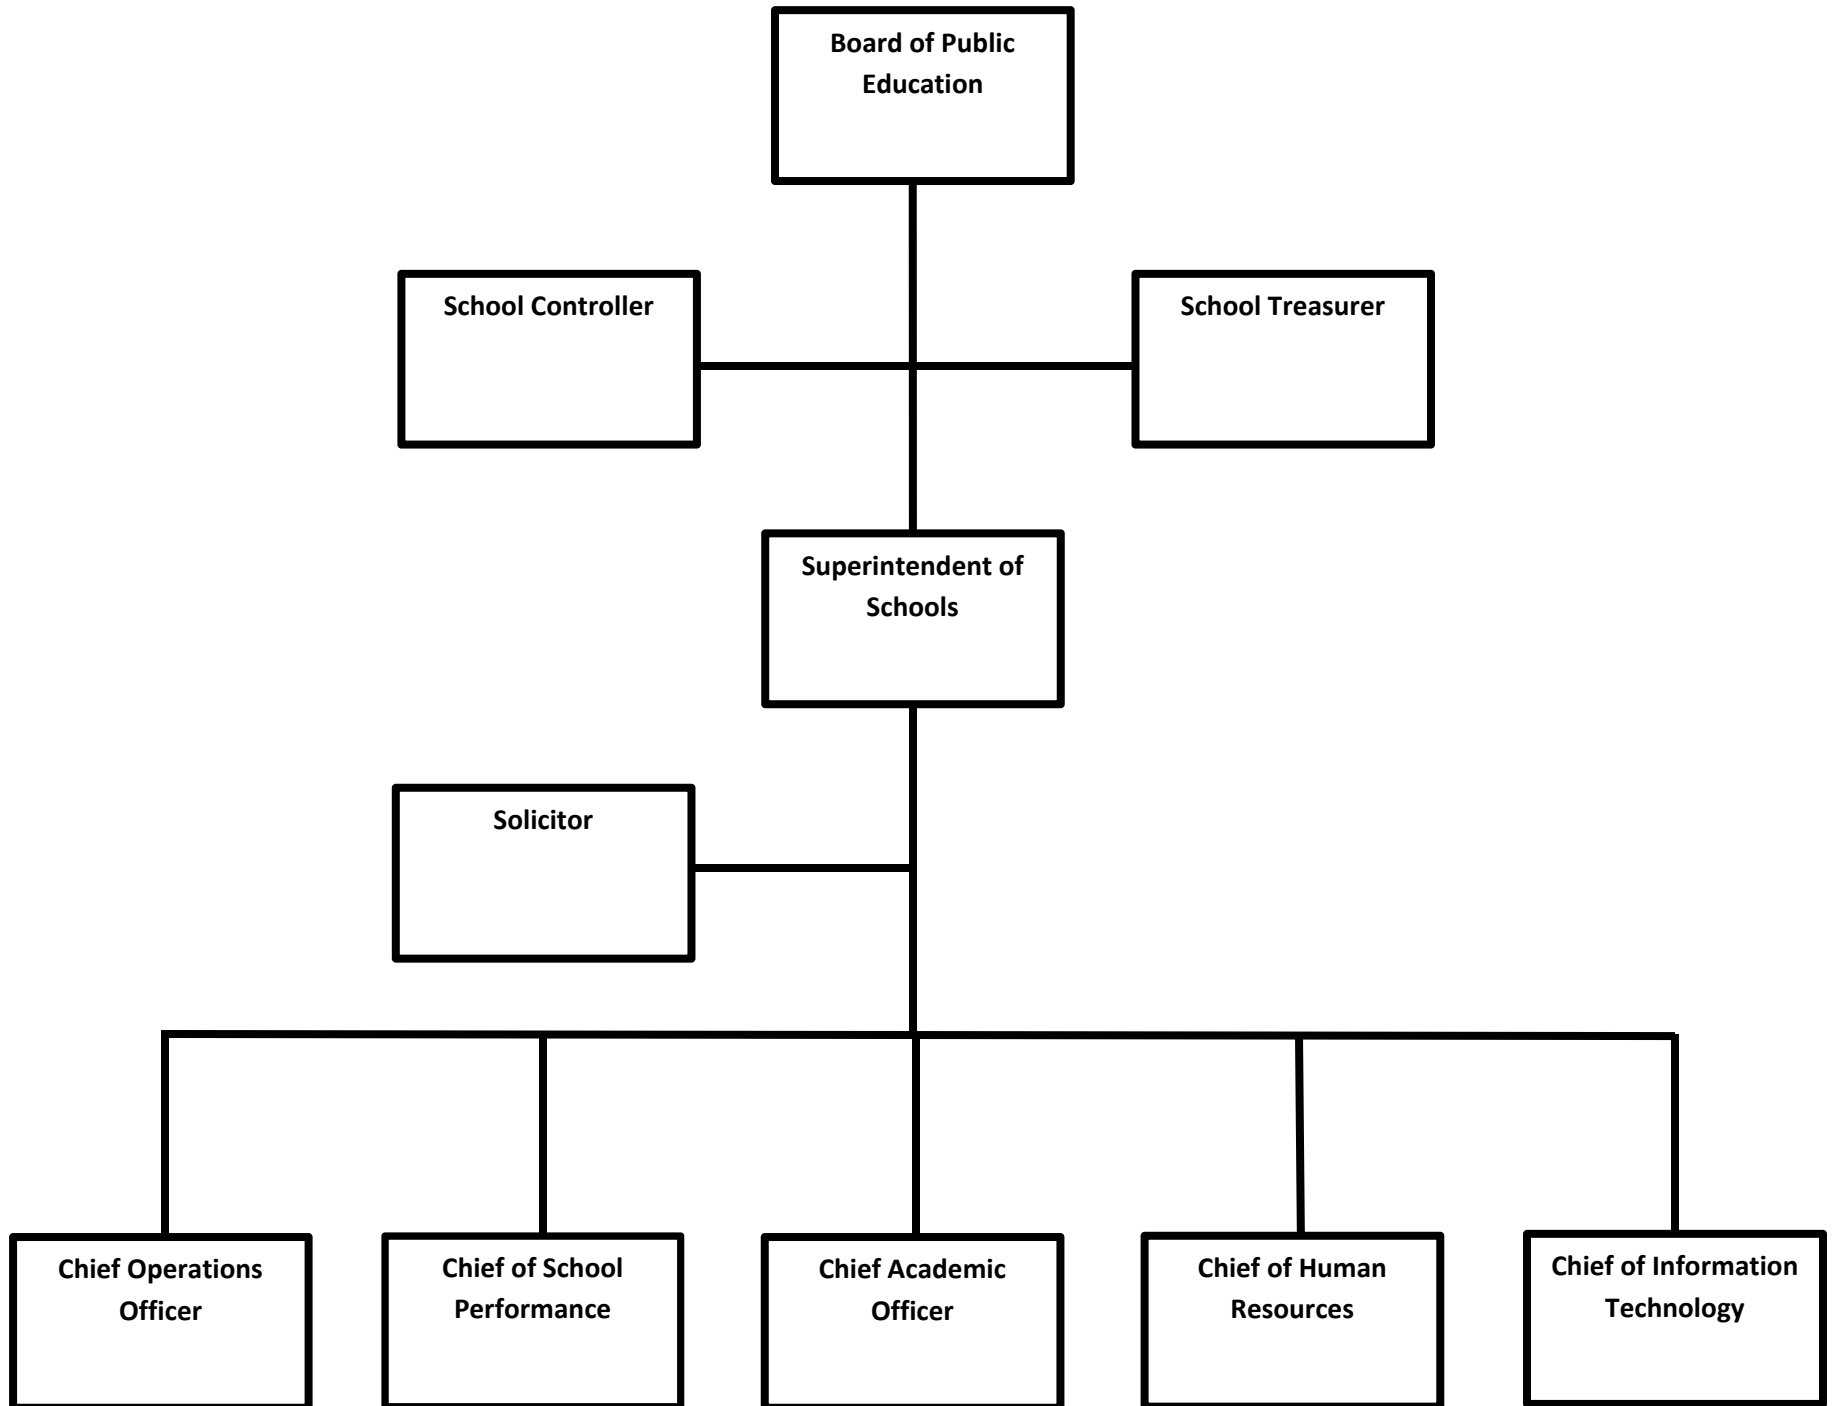 Board of Public
Education
School Controller
School Treasurer
Superintendent of
Schools
Solicitor
Chief Operations
Officer
Chief of School
Performance
Chief Academic
Officer
Chief of Human
Resources
Chief of Information
Technology